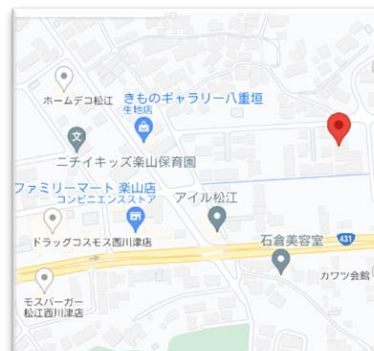 ホームデコ松江
きものギャラリー八重垣
生地店
ニチイキッズ楽山保育園
ファミリーマート 楽山店
コンビニエンスストア
アイル松江
ドラッグコスモス西川津店
石倉美容室
431
カワツ会館
モスバーガー
松江西川津店